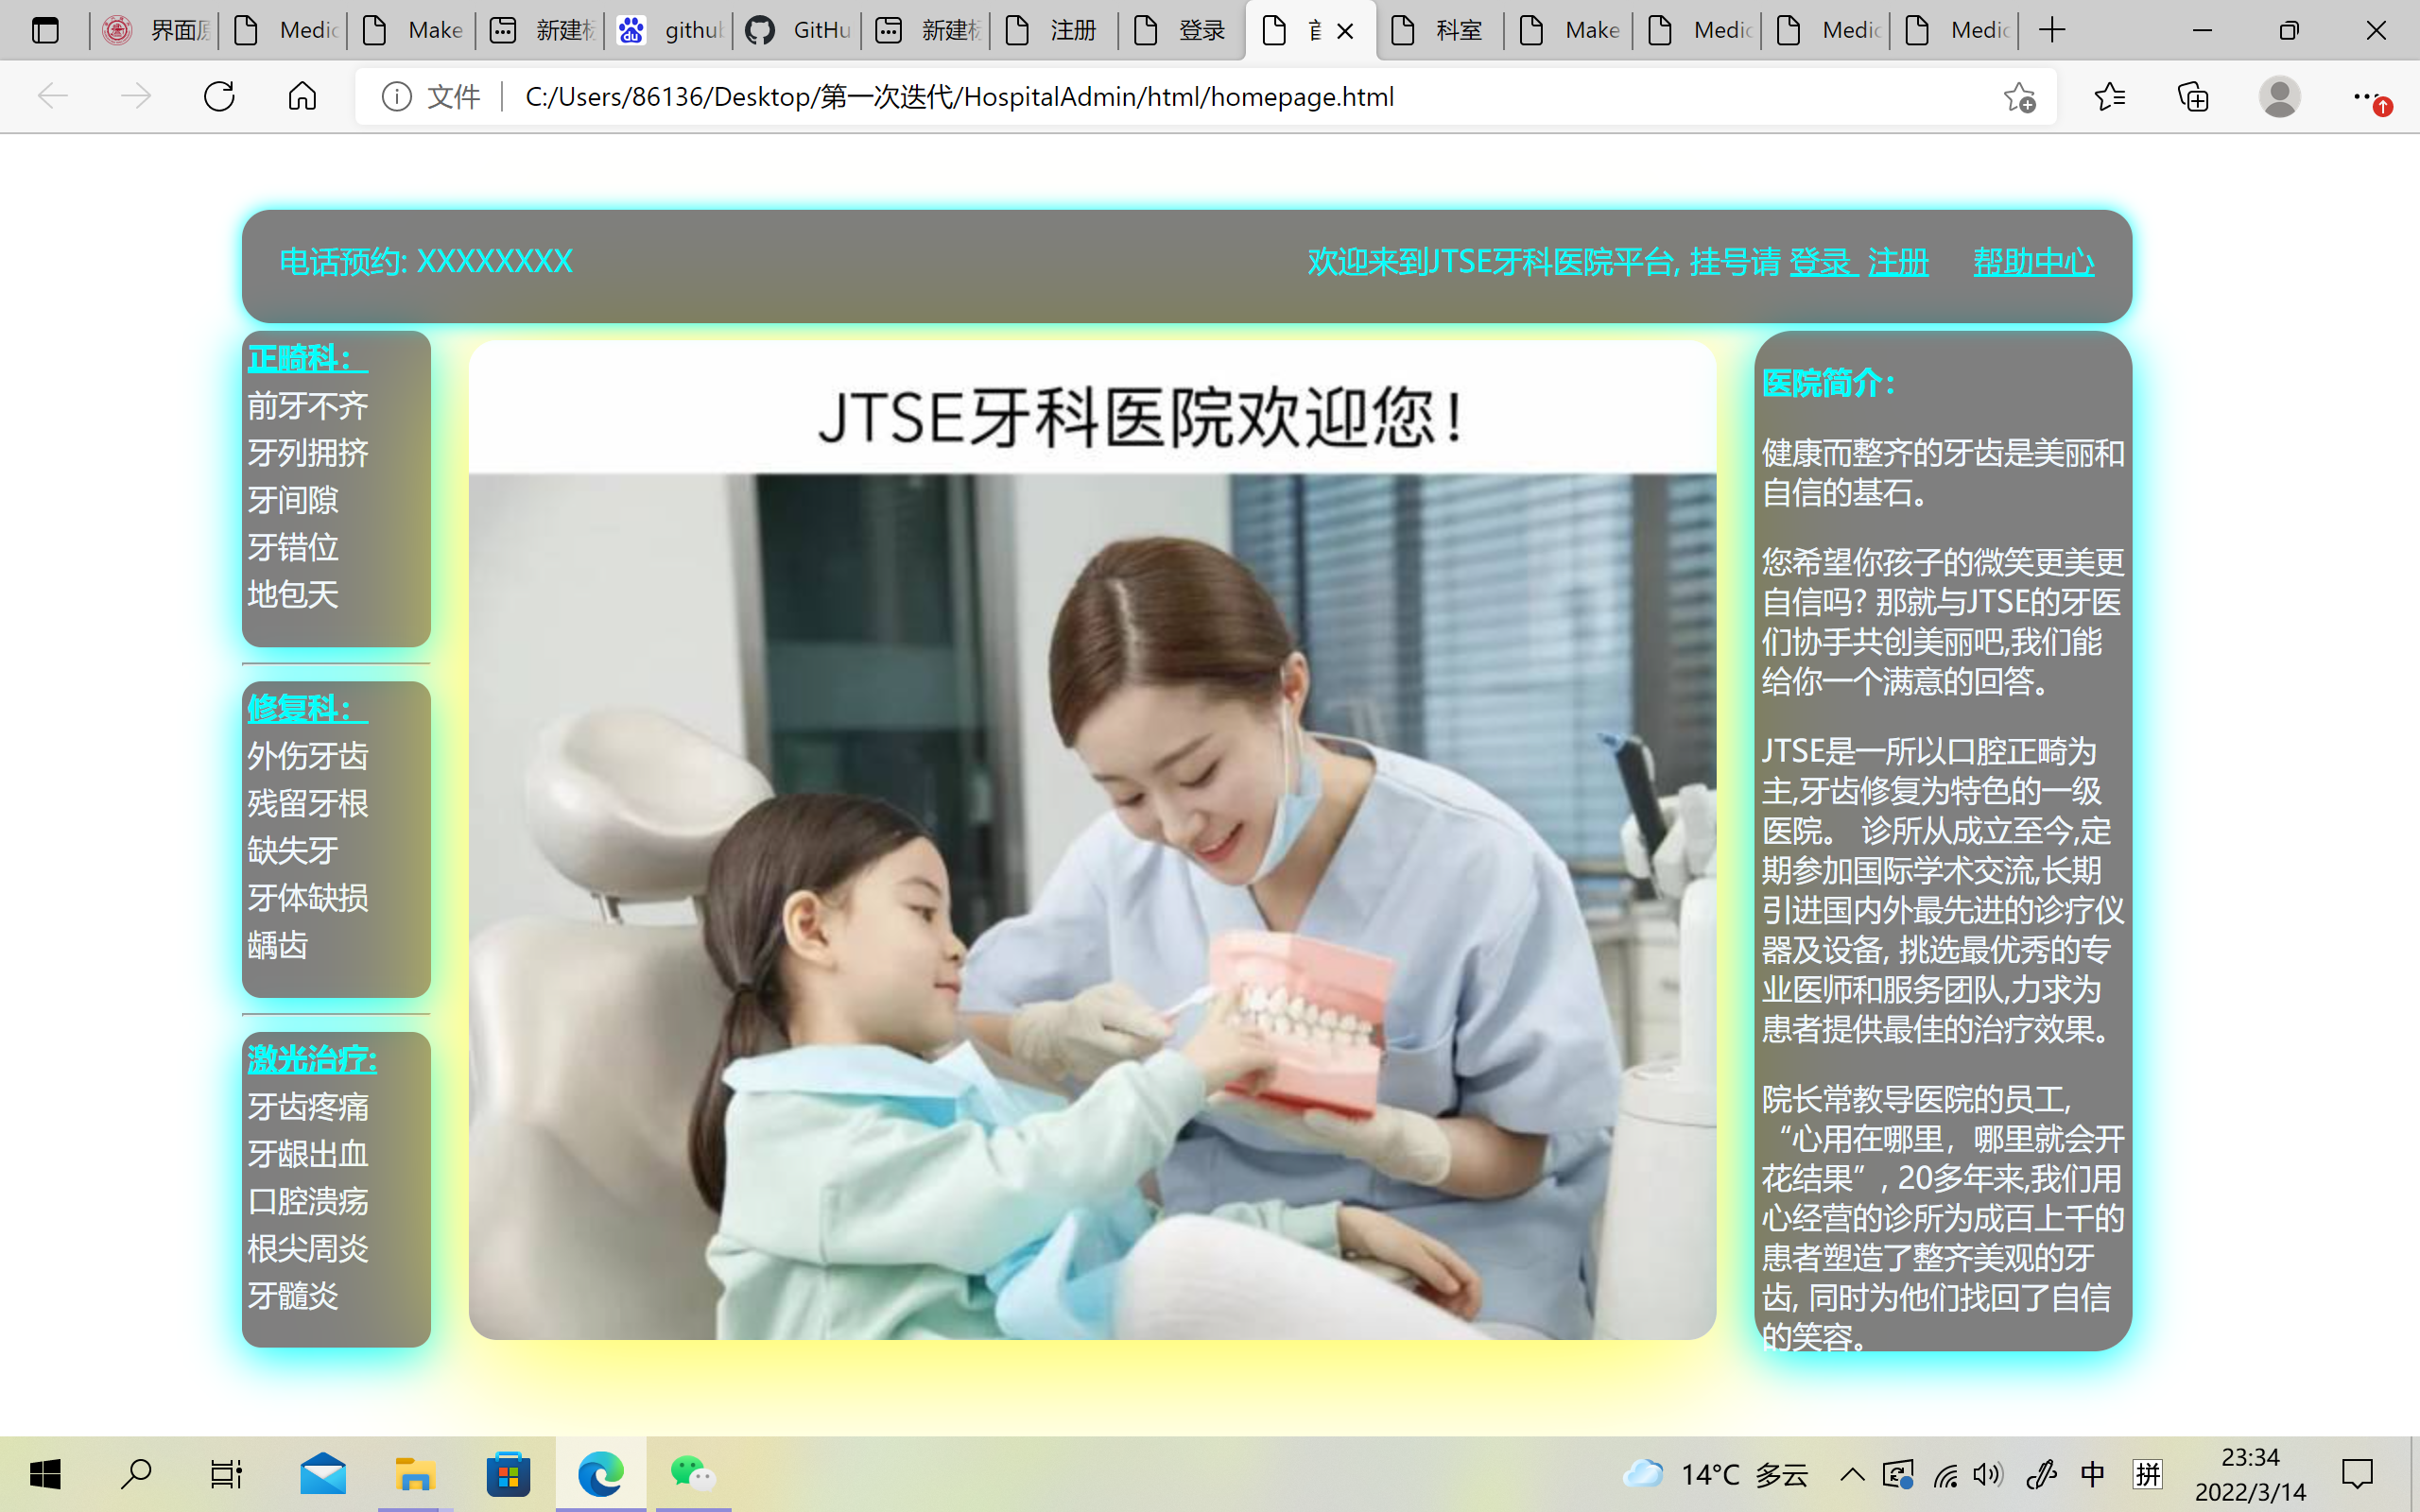 界面原 Medic Make 新建标 github GitHu 新建标 注册 登录 科室 Make Medic Medic Medic
文件 C:/Users/86136/Desktop/第一次迭代/HospitalAdmin/html/homepage.html
电话预约: XXXXXXXX 欢迎来到JTSE牙科医院平台, 挂号请 登录 注册 帮助中心
正畸科：
前牙不齐
牙列拥挤
牙间隙
牙错位
地包天
修复科：
外伤牙齿
残留牙根
缺失牙
牙体缺损
龋齿
激光治疗:
牙齿疼痛
牙龈出血
口腔溃疡
根尖周炎
牙髓炎
JTSE牙科医院欢迎您！
医院简介：
健康而整齐的牙齿是美丽和
自信的基石。
您希望你孩子的微笑更美更
自信吗? 那就与JTSE的牙医
们协手共创美丽吧,我们能
给你一个满意的回答。
JTSE是一所以口腔正畸为
主,牙齿修复为特色的一级
医院。 诊所从成立至今,定
期参加国际学术交流,长期
引进国内外最先进的诊疗仪
器及设备, 挑选最优秀的专
业医师和服务团队,力求为
患者提供最佳的治疗效果。
院长常教导医院的员工,
“心用在哪里，哪里就会开
花结果”, 20多年来,我们用
心经营的诊所为成百上千的
患者塑造了整齐美观的牙
齿, 同时为他们找回了自信
的笑容。
14°C 多云 中 拼 23:34
2022/3/14